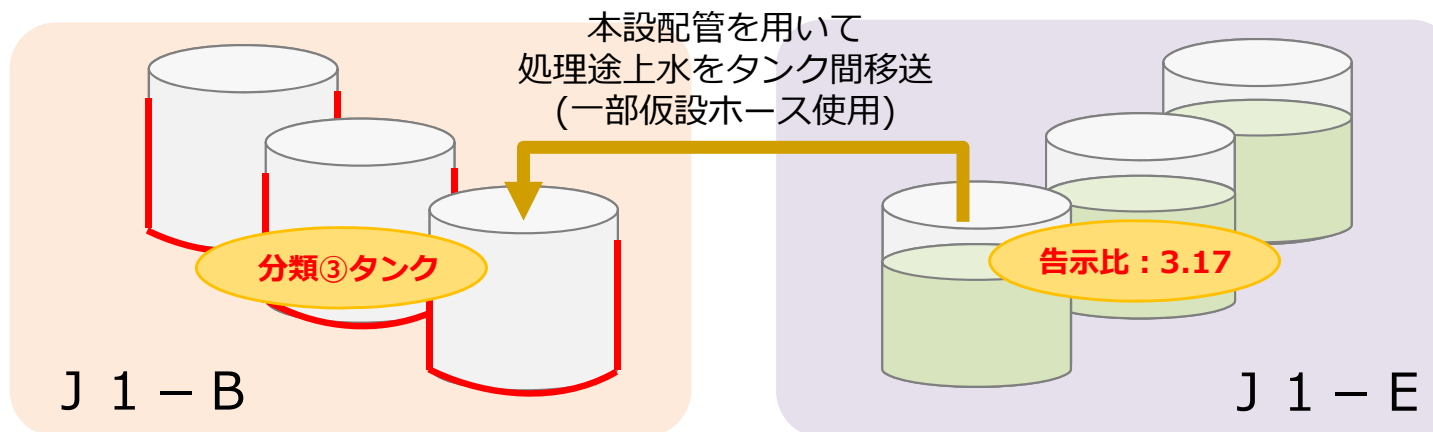 本設配管を用いて
処理途上水をタンク間移送
(一部仮設ホース使用)
分類③タンク
告示比：3.17
Ｊ１－Ｂ
Ｊ１－Ｅ